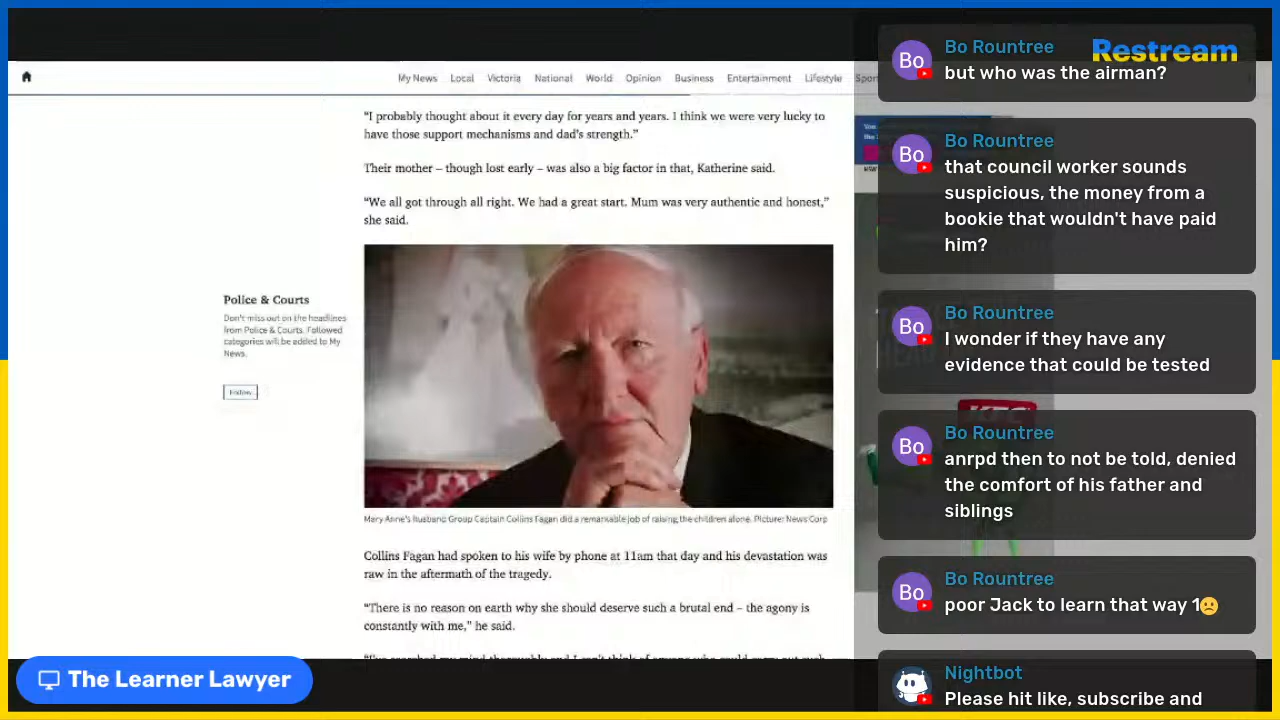 My News Local Victoria National World Opinion Business Entertainment Lifestyle
“I probably thought about it every day for years and years. I think we were very lucky to
have those support mechanisms and dad’s strength.”
Their mother – though lost early – was also a big factor in that, Katherine said.
“We all got through all right. We had a great start. Mum was very authentic and honest,”
she said.
Police & Courts
Don't miss out on the headlines
from Police & Courts. Followed
categories will be added to My
News.
Follow
Mary Anne's husband Group Captain Collins Fagan did a remarkable job of raising the children alone. Picture: News Corp
Collins Fagan had spoken to his wife by phone at 11am that day and his devastation was
raw in the aftermath of the tragedy.
“There is no reason on earth why she should deserve such a brutal end – the agony is
constantly with me,” he said.
The Learner Lawyer
Restream
Bo
Bo Rountree
but who was the airman?
Bo
Bo Rountree
that council worker sounds
suspicious, the money from a
bookie that wouldn't have paid
him?
Bo
Bo Rountree
I wonder if they have any
evidence that could be tested
KFC
Bo
Bo Rountree
anrpd then to not be told, denied
the comfort of his father and
siblings
Bo
Bo Rountree
poor Jack to learn that way 1
Nightbot
Please hit like, subscribe and